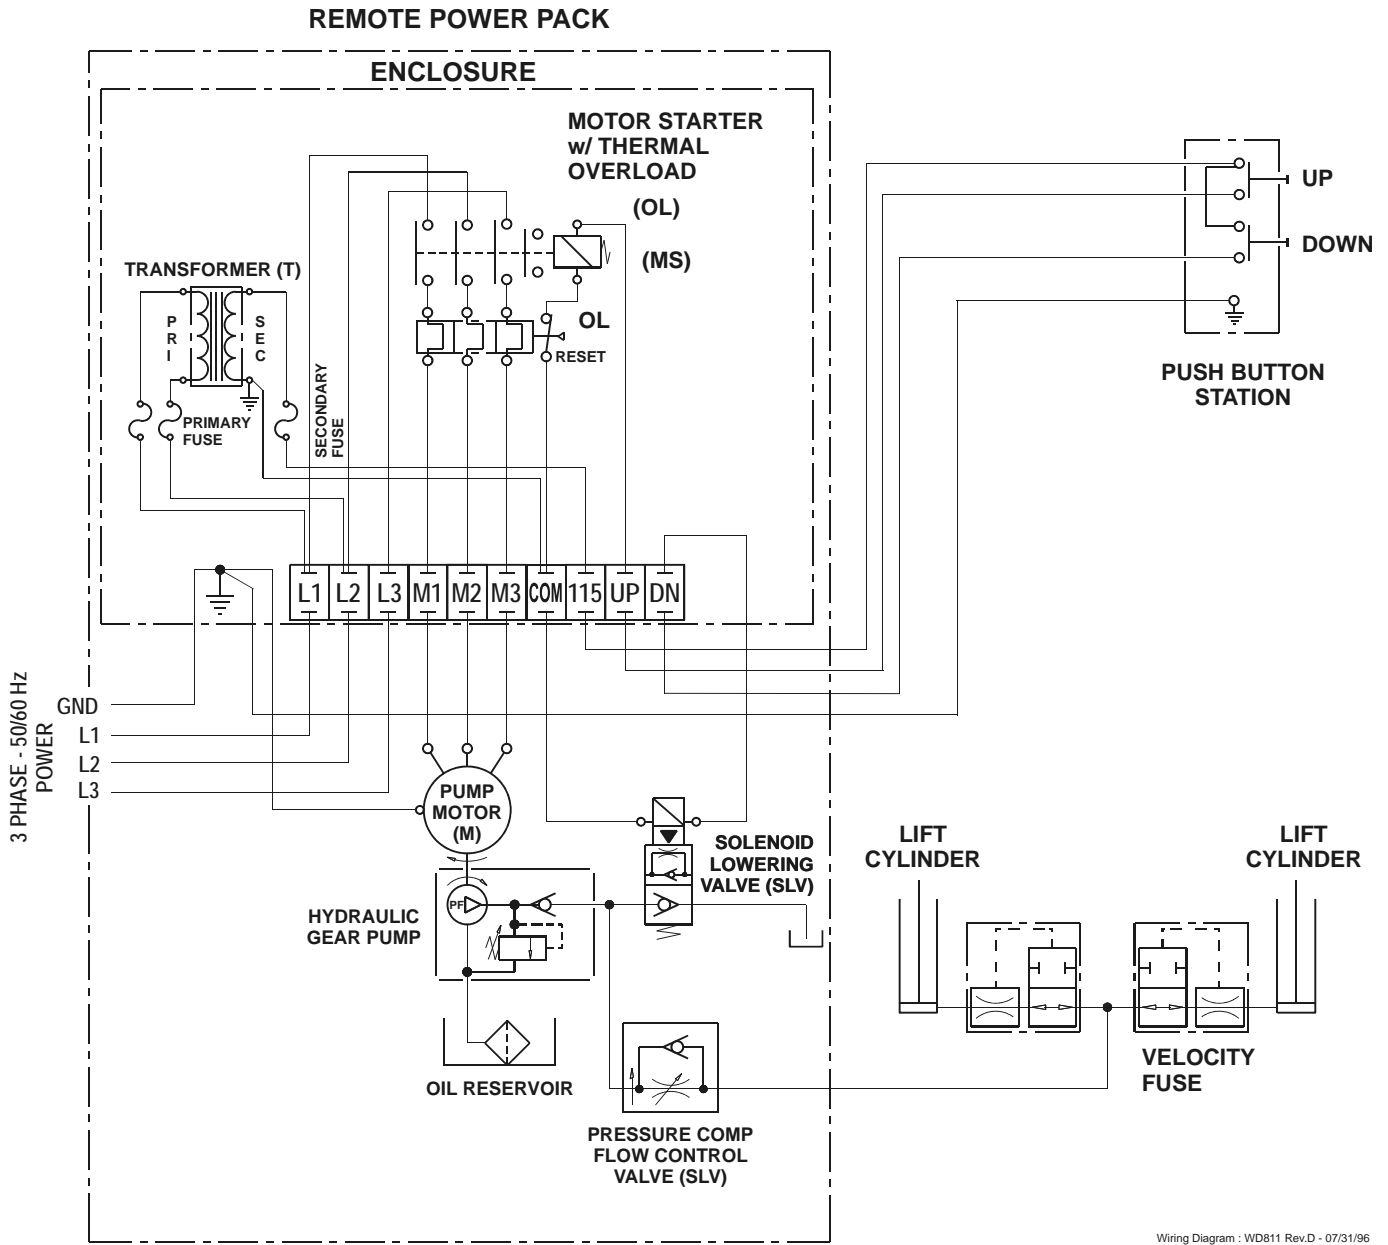 REMOTE POWER PACK
ENCLOSURE
MOTOR STARTER
w/ THERMAL
OVERLOAD
(OL)
(MS)
UP
DOWN
TRANSFORMER (T)
PRI
SEC
OL
RESET
PRIMARY
FUSE
SECONDARY
FUSE
PUSH BUTTON
STATION
L1 L2 L3 M1 M2 M3 COM 115 UP DN
3 PHASE - 50/60 Hz
POWER
GND
L1
L2
L3
PUMP
MOTOR
(M)
SOLENOID
LOWERING
VALVE (SLV)
LIFT
CYLINDER
LIFT
CYLINDER
PF
HYDRAULIC
GEAR PUMP
VELOCITY
FUSE
OIL RESERVOIR
PRESSURE COMP
FLOW CONTROL
VALVE (SLV)
Wiring Diagram : WD811 Rev.D - 07/31/96